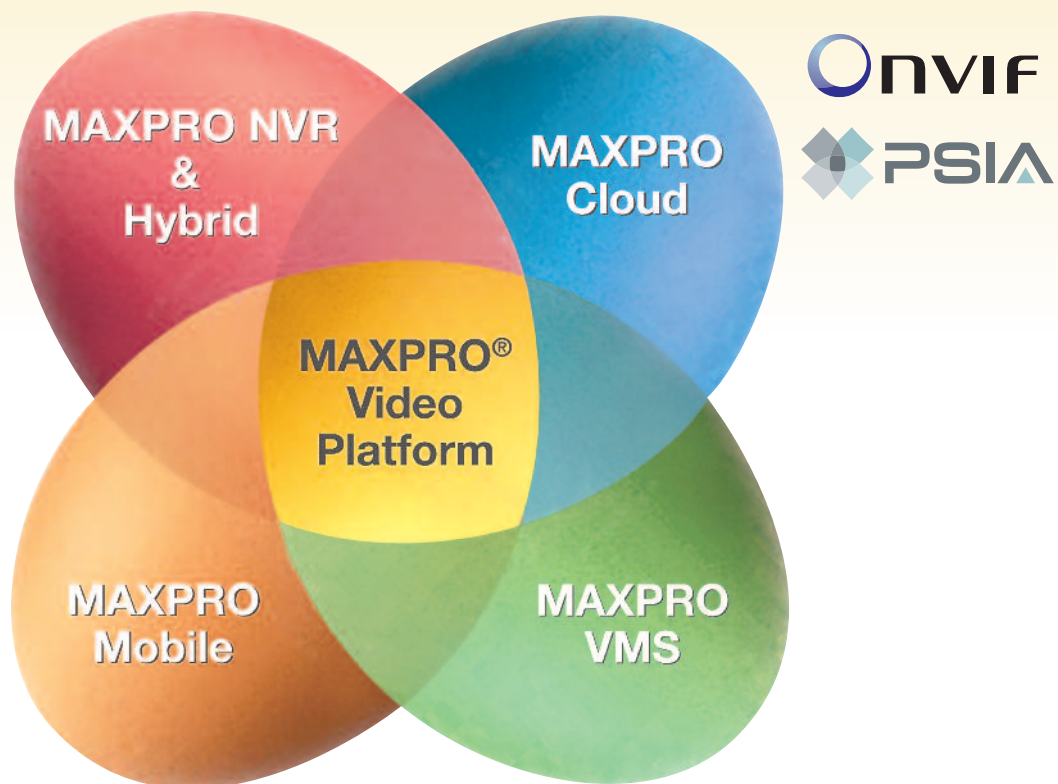 MAXPRO NVR
&
Hybrid
MAXPRO
Cloud
ONVIF
PSIA
MAXPRO®
Video
Platform
MAXPRO
Mobile
MAXPRO
VMS